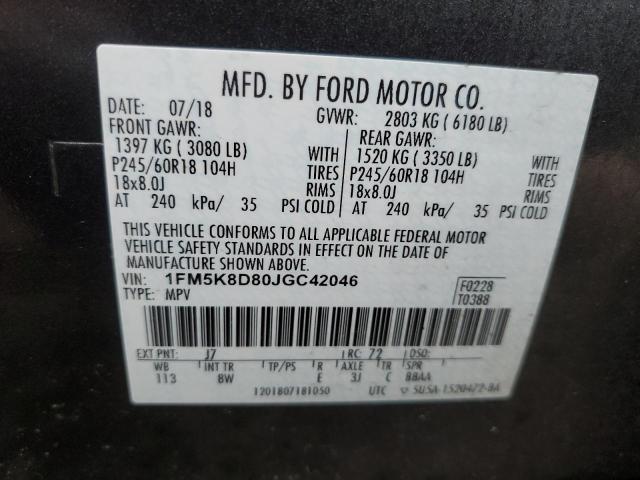 MFD. BY FORD MOTOR CO.
DATE: 07/18 GVWR: 2803 KG ( 6180 LB)
FRONT GAWR: REAR GAWR:
1397 KG ( 3080 LB) WITH 1520 KG ( 3350 LB) WITH
P245/60R18 104H TIRES P245/60R18 104H TIRES
18x8.0J RIMS 18x8.0J RIMS
AT 240 kPa/ 35 PSI COLD AT 240 kPa/ 35 PSI COLD
THIS VEHICLE CONFORMS TO ALL APPLICABLE FEDERAL MOTOR
VEHICLE SAFETY STANDARDS IN EFFECT ON THE DATE OF
MANUFACTURE SHOWN ABOVE.
VIN: 1FM5K8D80JGC42046 F0228
TYPE: MPV T0388
EXT PNT: J7 RC: 72 DSO:
WB INT TR TP/PS R AXLE TR SPR
113 8W E 3J C BBAA
1201807181050 UTC SUSA-1520472-BA